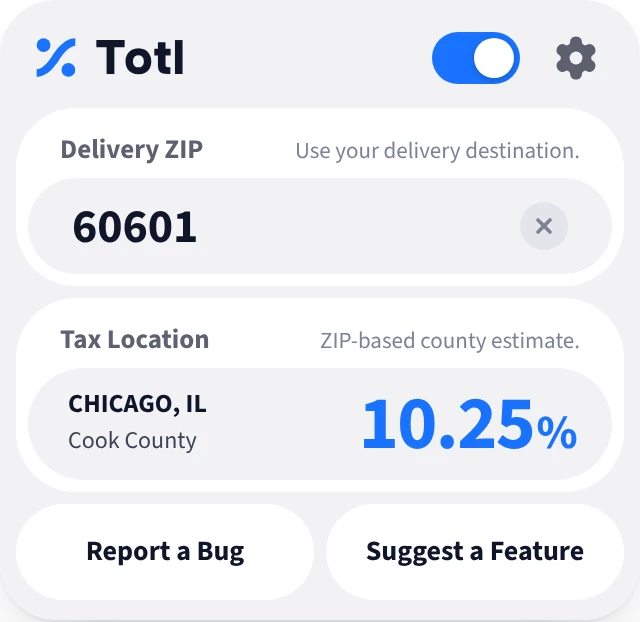 Totl
Delivery ZIP
Use your delivery destination.
60601
Tax Location
ZIP-based county estimate.
CHICAGO, IL
Cook County
10.25%
Report a Bug
Suggest a Feature